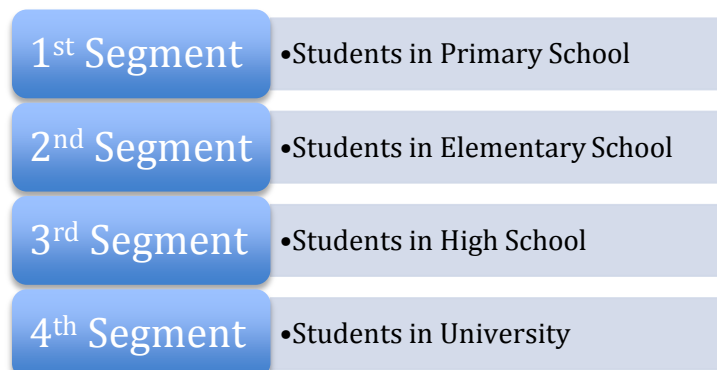 1st Segment •Students in Primary School
2nd Segment •Students in Elementary School
3rd Segment •Students in High School
4th Segment •Students in University